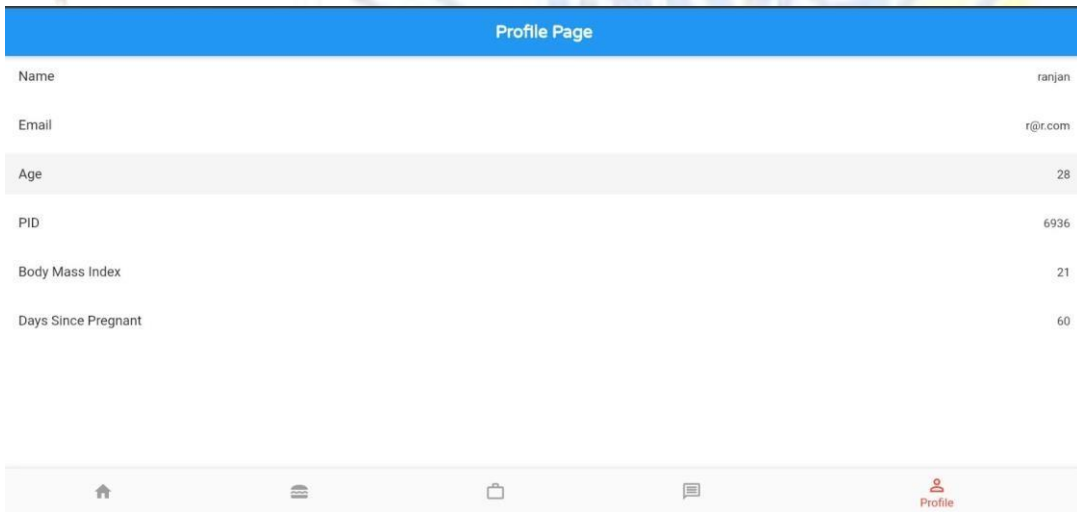 Profile Page
Name ranjan
Email r@r.com
Age 28
PID 6936
Body Mass Index 21
Days Since Pregnant 60
Profile